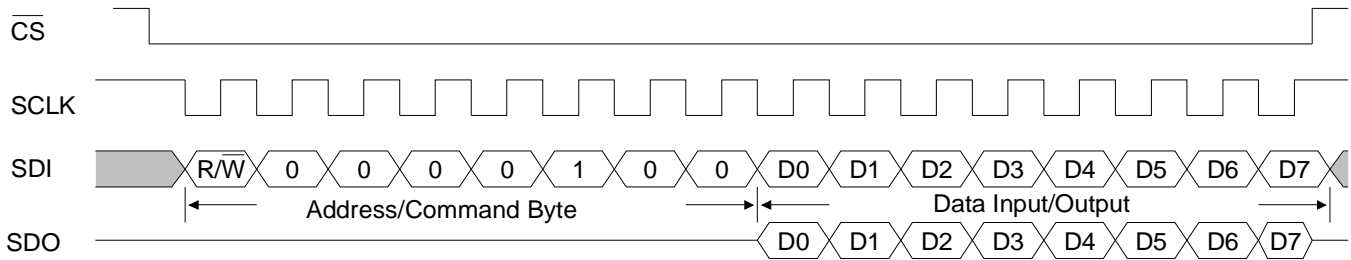 C̅S̅
SCLK
SDI R/W̅ 0 0 0 0 1 0 0 D0 D1 D2 D3 D4 D5 D6 D7
Address/Command Byte Data Input/Output
SDO D0 D1 D2 D3 D4 D5 D6 D7